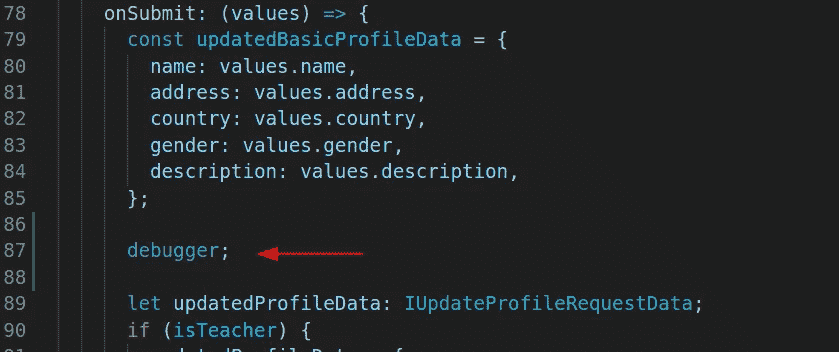 78 onSubmit: (values) => {
79 const updatedBasicProfileData = {
80 name: values.name,
81 address: values.address,
82 country: values.country,
83 gender: values.gender,
84 description: values.description,
85 };
86
87 debugger;
88
89 let updatedProfileData: IUpdateProfileRequestData;
90 if (isTeacher) {